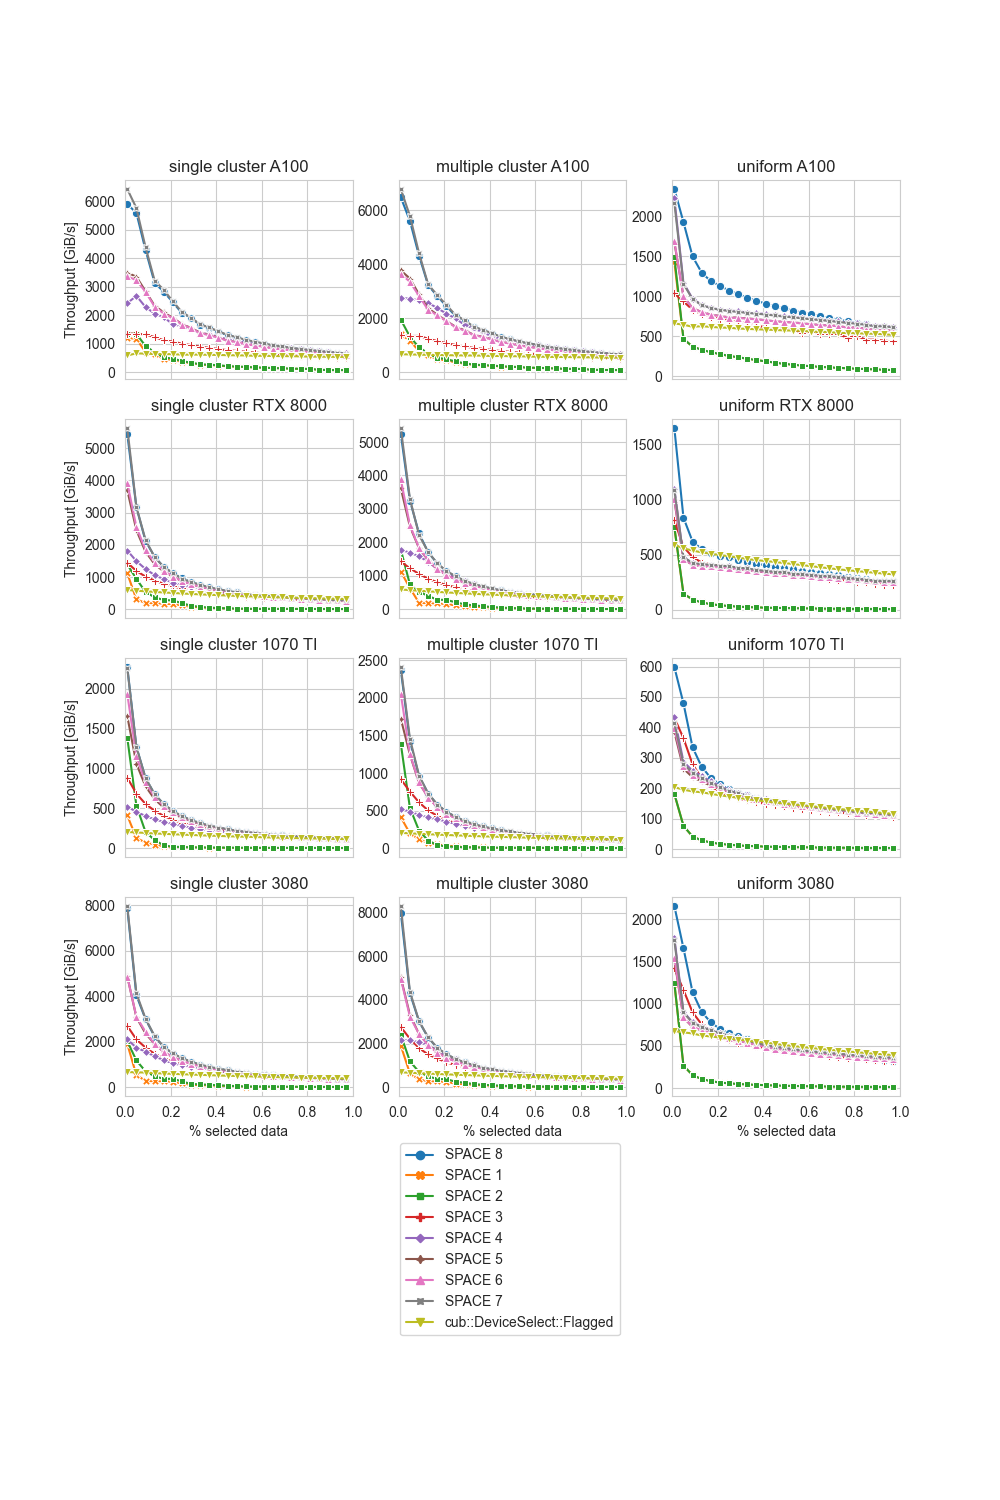 single cluster A100
multiple cluster A100
uniform A100
Throughput [GiB/s]
6000
5000
4000
3000
2000
1000
0
6000
4000
2000
0
2000
1500
1000
500
0
single cluster RTX 8000
multiple cluster RTX 8000
uniform RTX 8000
Throughput [GiB/s]
5000
4000
3000
2000
1000
0
5000
4000
3000
2000
1000
0
1500
1000
500
0
single cluster 1070 TI
multiple cluster 1070 TI
uniform 1070 TI
Throughput [GiB/s]
2000
1500
1000
500
0
2500
2000
1500
1000
500
0
600
500
400
300
200
100
0
single cluster 3080
multiple cluster 3080
uniform 3080
Throughput [GiB/s]
8000
6000
4000
2000
0
8000
6000
4000
2000
0
2000
1500
1000
500
0
0.0 0.2 0.4 0.6 0.8 1.0
0.0 0.2 0.4 0.6 0.8 1.0
0.0 0.2 0.4 0.6 0.8 1.0
% selected data
% selected data
% selected data
SPACE 8
SPACE 1
SPACE 2
SPACE 3
SPACE 4
SPACE 5
SPACE 6
SPACE 7
cub::DeviceSelect::Flagged